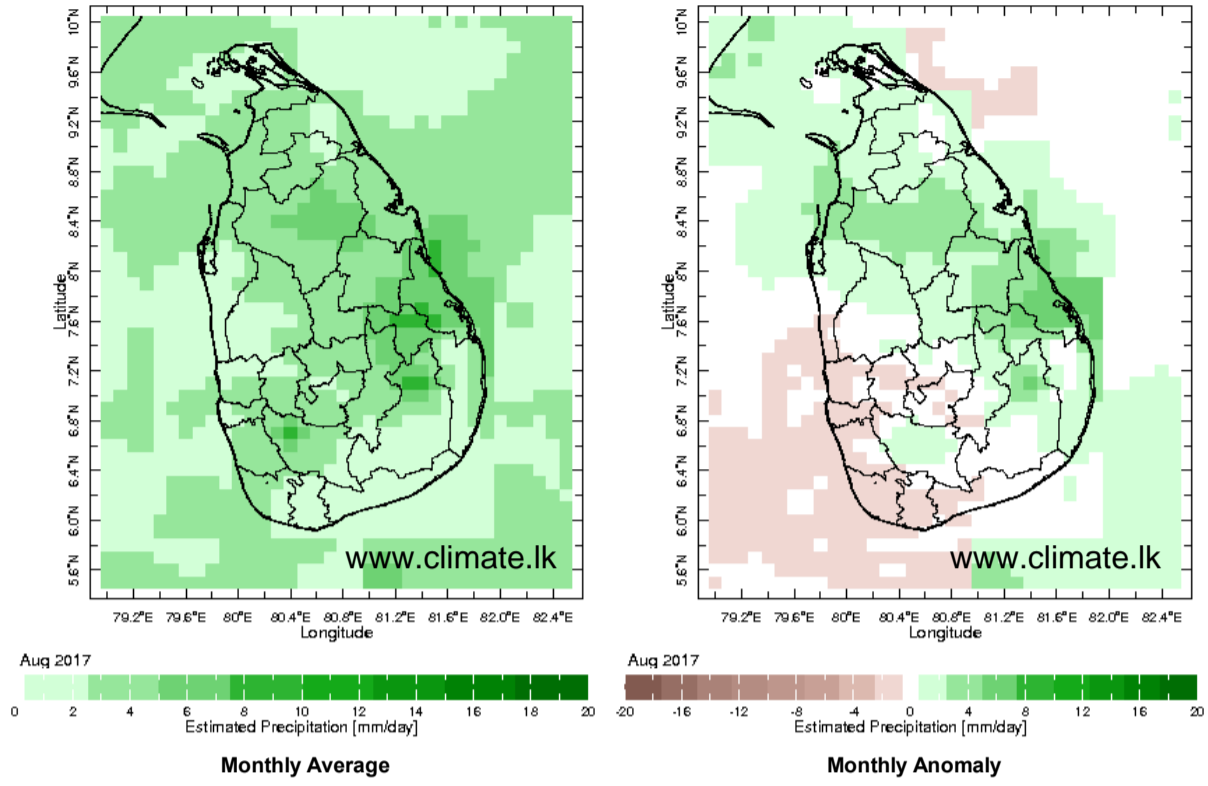 10°N
9.6°N
9.2°N
8.8°N
8.4°N
8°N
7.6°N
7.2°N
6.8°N
6.4°N
6.0°N
5.6°N
Latitude
www.climate.lk
79.2°E 79.6°E 80°E 80.4°E 80.8°E 81.2°E 81.6°E 82.0°E 82.4°E
Longitude
Aug 2017
0 2 4 6 8 10 12 14 16 18 20
Estimated Precipitation [mm/day]
Monthly Average
10°N
9.6°N
9.2°N
8.8°N
8.4°N
8°N
7.6°N
7.2°N
6.8°N
6.4°N
6.0°N
5.6°N
Latitude
www.climate.lk
79.2°E 79.6°E 80°E 80.4°E 80.8°E 81.2°E 81.6°E 82.0°E 82.4°E
Longitude
Aug 2017
-20 -16 -12 -8 -4 0 4 8 12 16 20
Estimated Precipitation [mm/day]
Monthly Anomaly